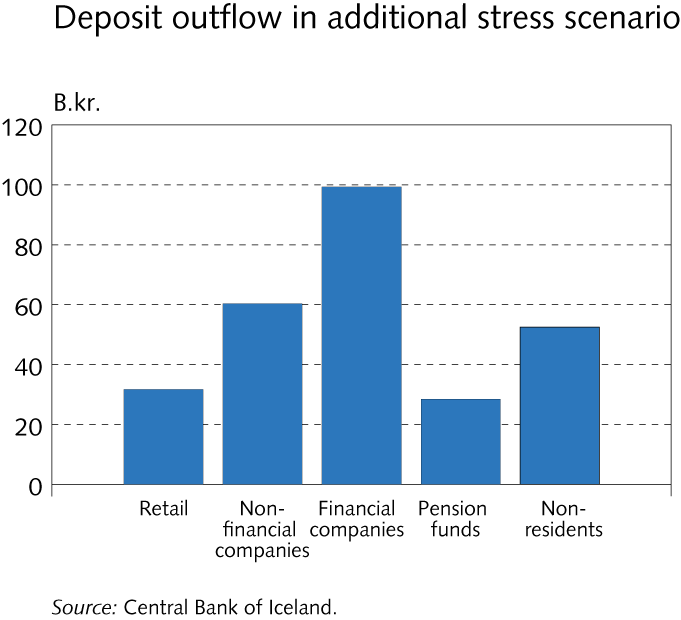 Deposit outflow in additional stress scenario
B.kr.
120
100
80
60
40
20
0
Retail
Non-
financial
companies
Financial
companies
Pension
funds
Non-
residents
Source: Central Bank of Iceland.